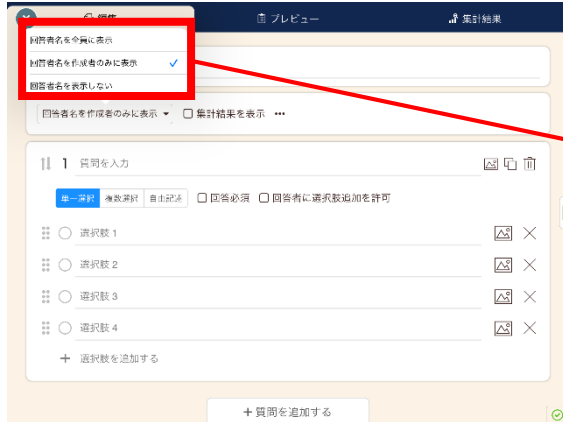 編集
プレビュー
集計結果
回答者名を全員に表示
回答者名を作成者のみに表示
回答者名を表示しない
回答者名を作成者のみに表示
集計結果を表示
1 質問を入力
単一選択 複数選択 自由記述 回答必須 回答者に選択肢追加を許可
選択肢 1
選択肢 2
選択肢 3
選択肢 4
+ 選択肢を追加する
+ 質問を追加する